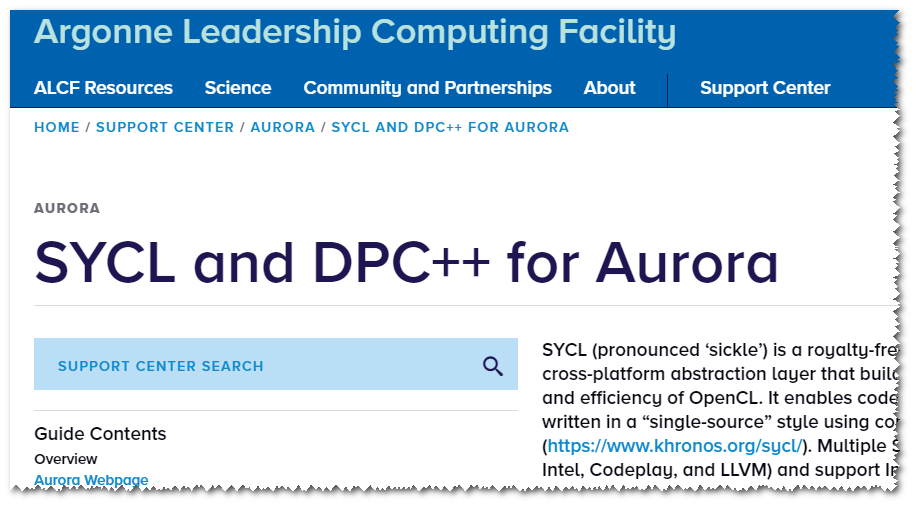 Argonne Leadership Computing Facility
ALCF Resources Science Community and Partnerships About Support Center
HOME / SUPPORT CENTER / AURORA / SYCL AND DPC++ FOR AURORA
AURORA
SYCL and DPC++ for Aurora
SUPPORT CENTER SEARCH
Guide Contents
Overview
Aurora Webpage
SYCL (pronounced ‘sickle’) is a royalty-fre
cross-platform abstraction layer that build
and efficiency of OpenCL. It enables code
written in a “single-source” style using co
(https://www.khronos.org/sycl/). Multiple S
Intel, Codeplay, and LLVM) and support In